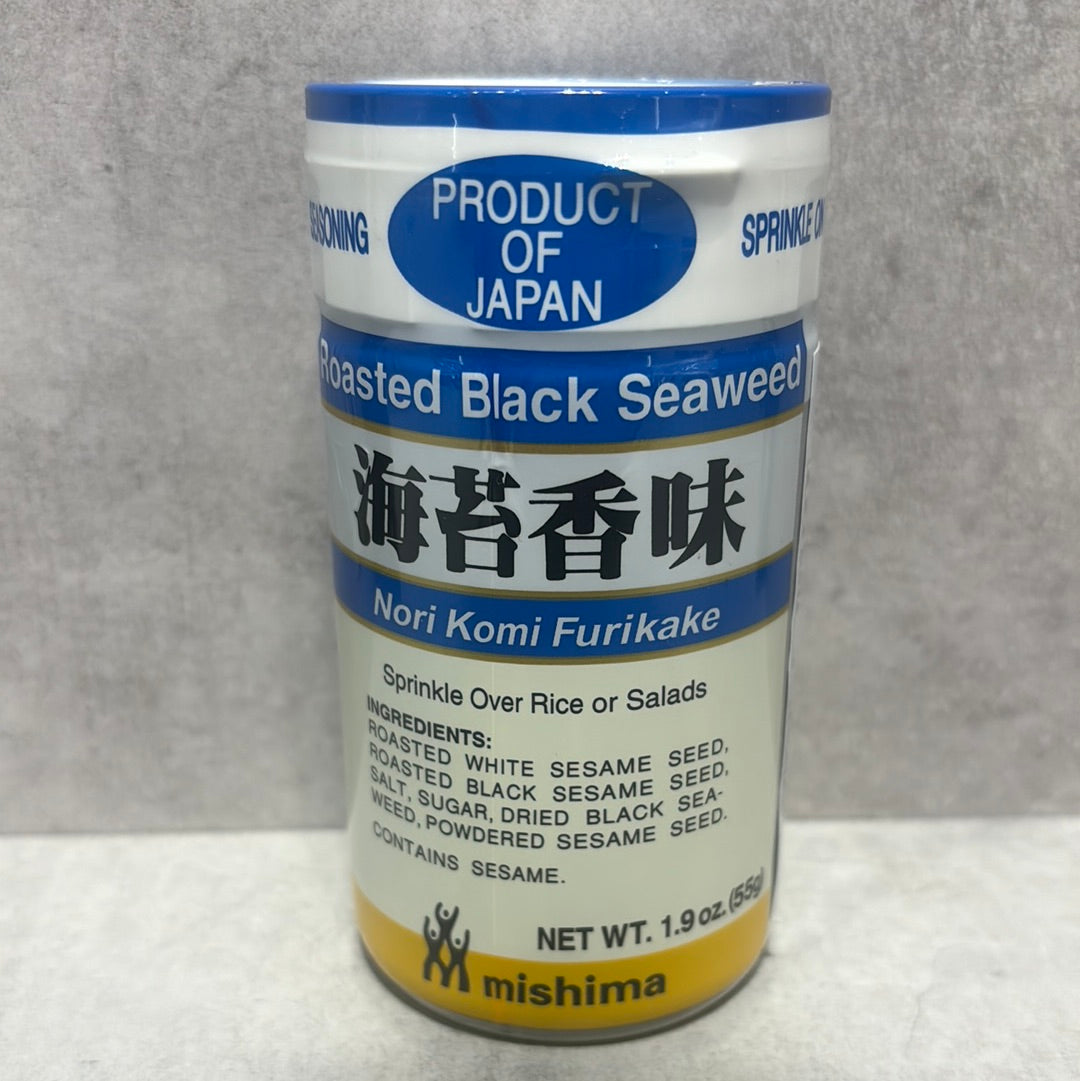 SEASONING
PRODUCT
OF
JAPAN
SPRINKLE ON
Roasted Black Seaweed
海苔香味
Nori Komi Furikake
Sprinkle Over Rice or Salads
INGREDIENTS:
ROASTED WHITE SESAME SEED,
ROASTED BLACK SESAME SEED,
SALT, SUGAR, DRIED BLACK SEA-
WEED, POWDERED SESAME SEED.
CONTAINS SESAME.
NET WT. 1.9 oz. (55g)
mishima